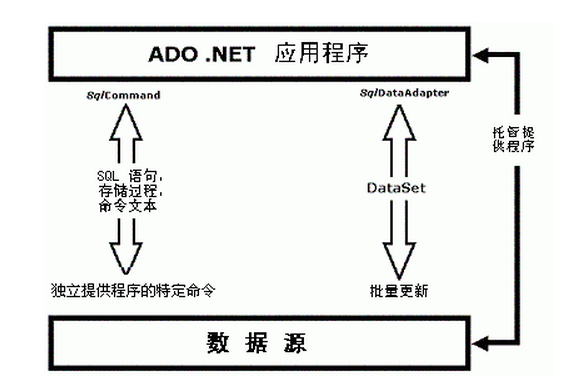 ADO .NET 应用程序
SqlCommand
SqlDataAdapter
托管提
供程序
SQL 语句,
存储过程,
命令文本
DataSet
独立提供程序的特定命令
批量更新
数 据 源